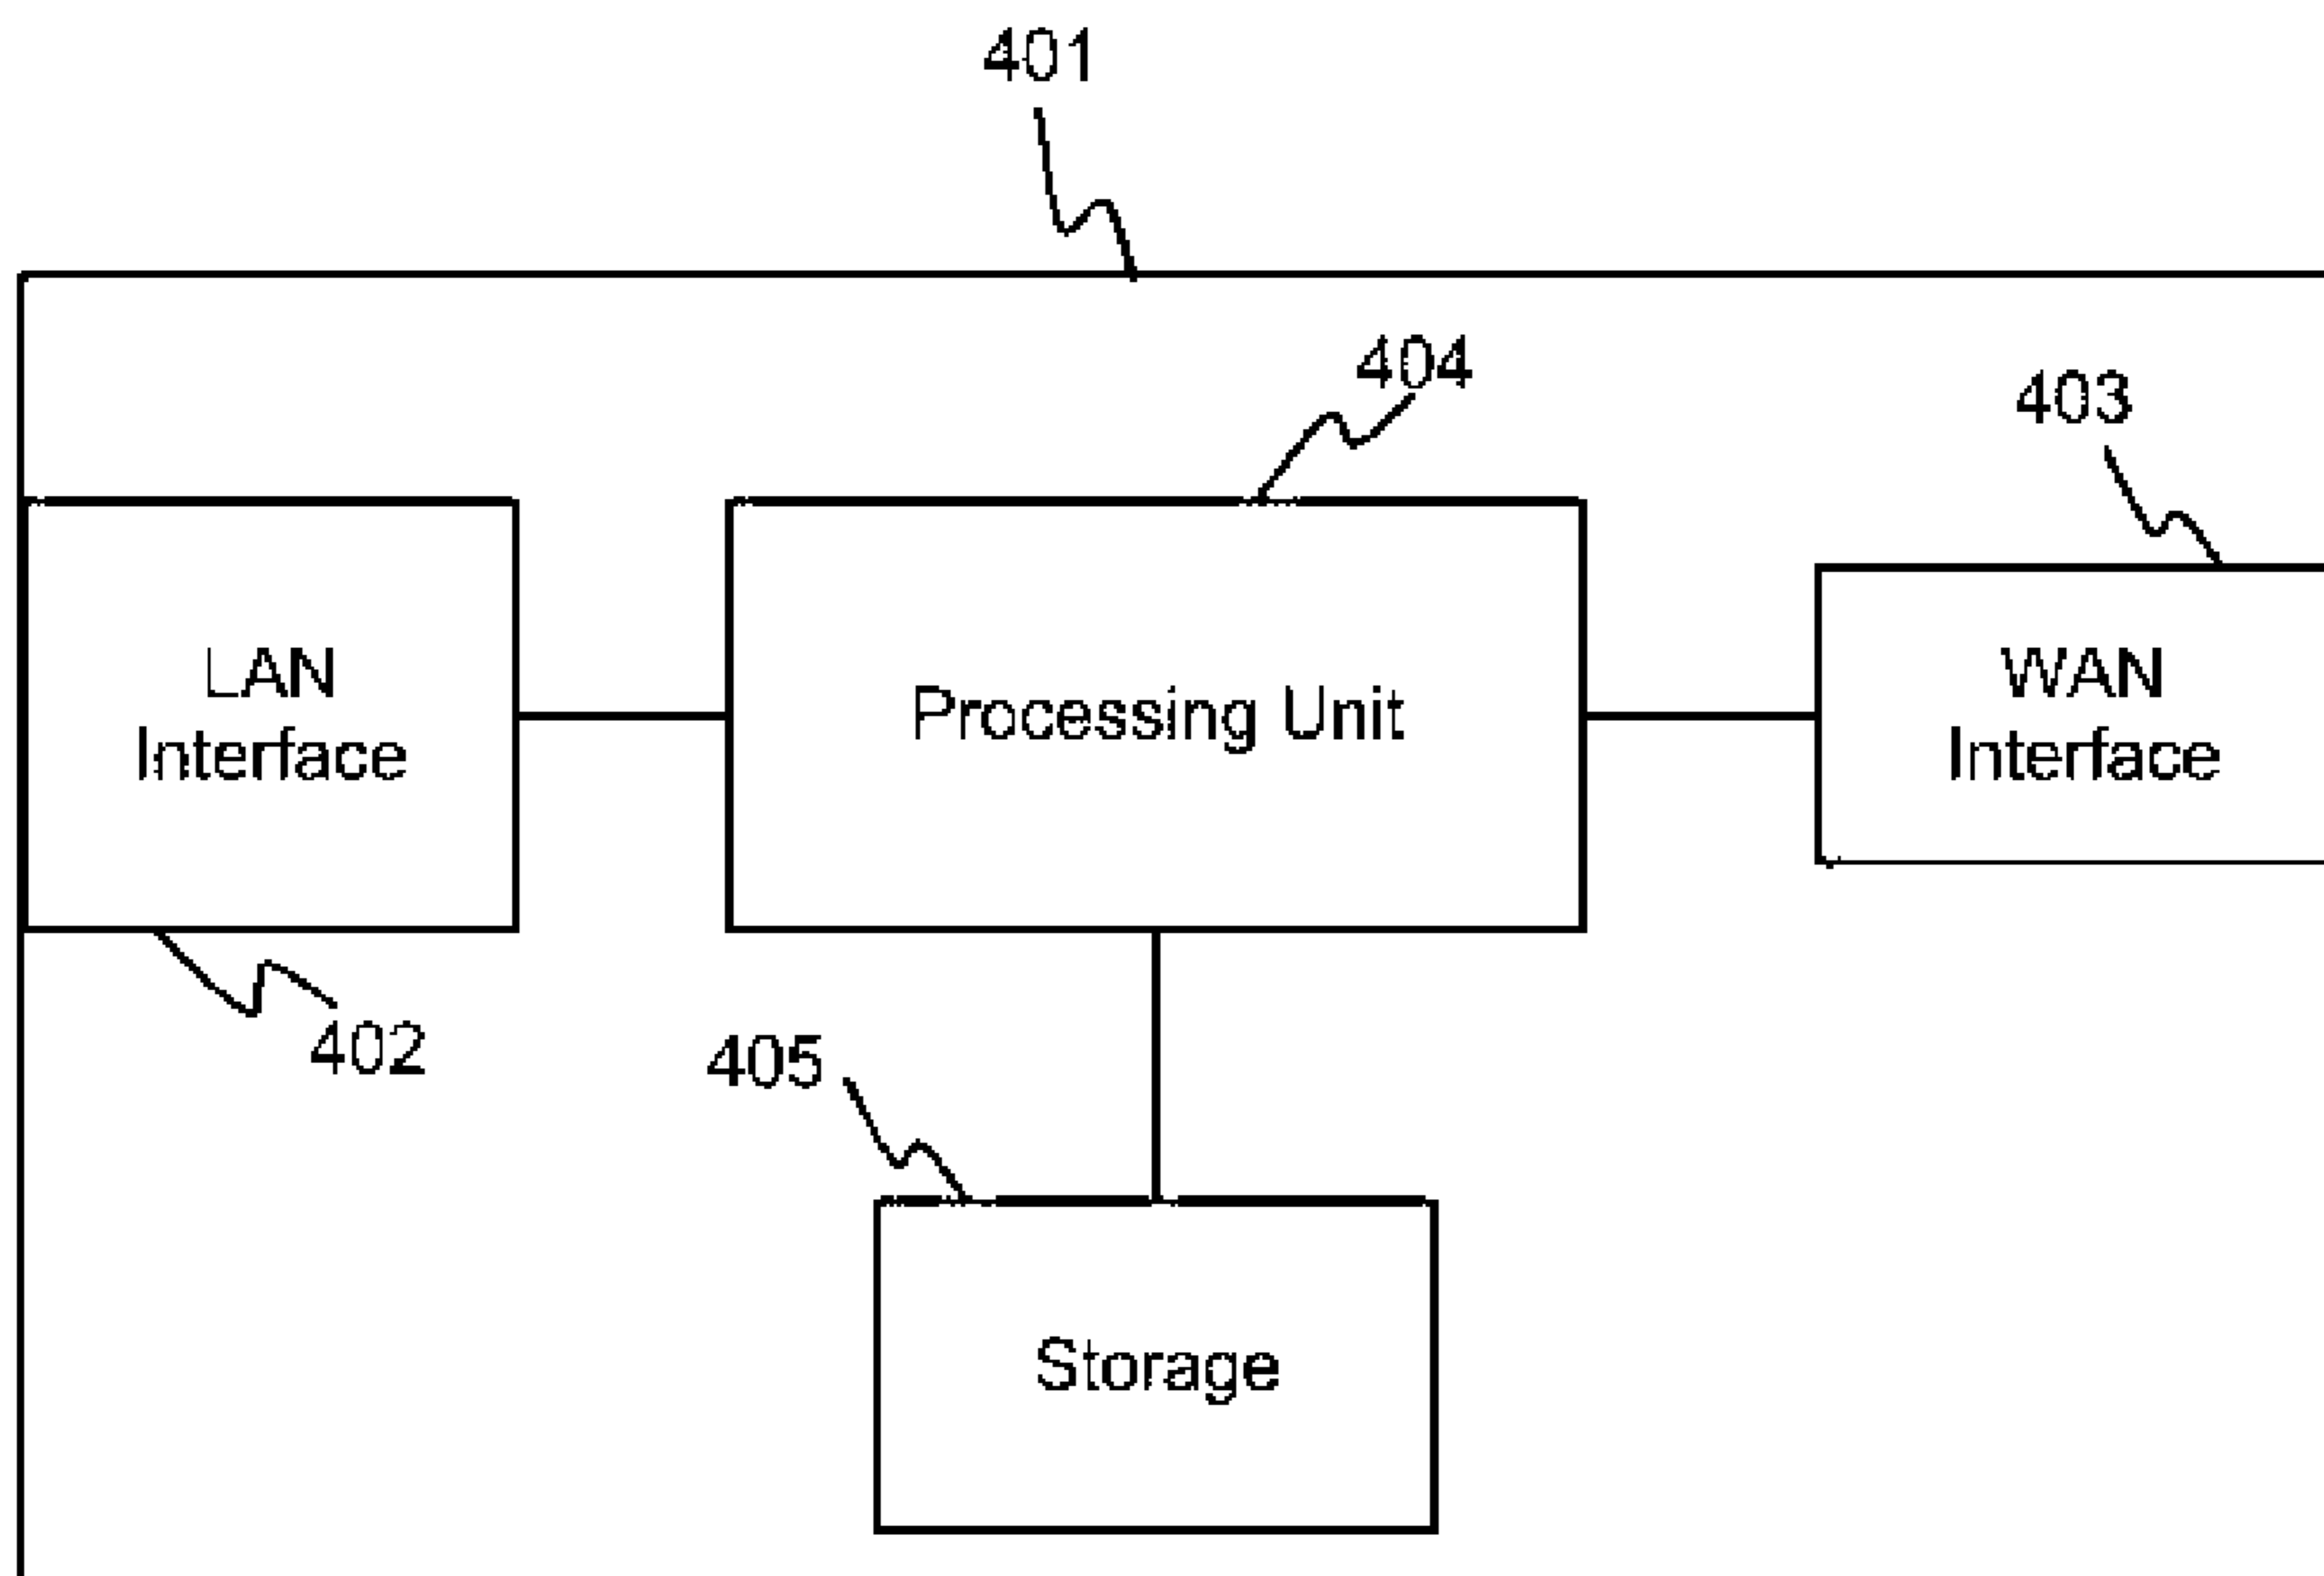 401
404
403
LAN
Interface
Processing Unit
WAN
Interface
402
405
Storage